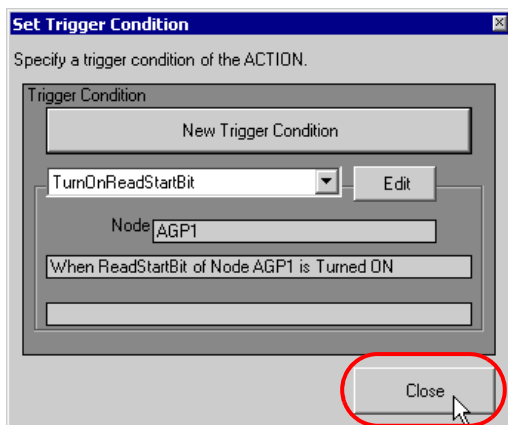 Set Trigger Condition
Specify a trigger condition of the ACTION.
Trigger Condition
New Trigger Condition
TurnOnReadStartBit
Edit
Node AGP1
When ReadStartBit of Node AGP1 is Turned ON
Close